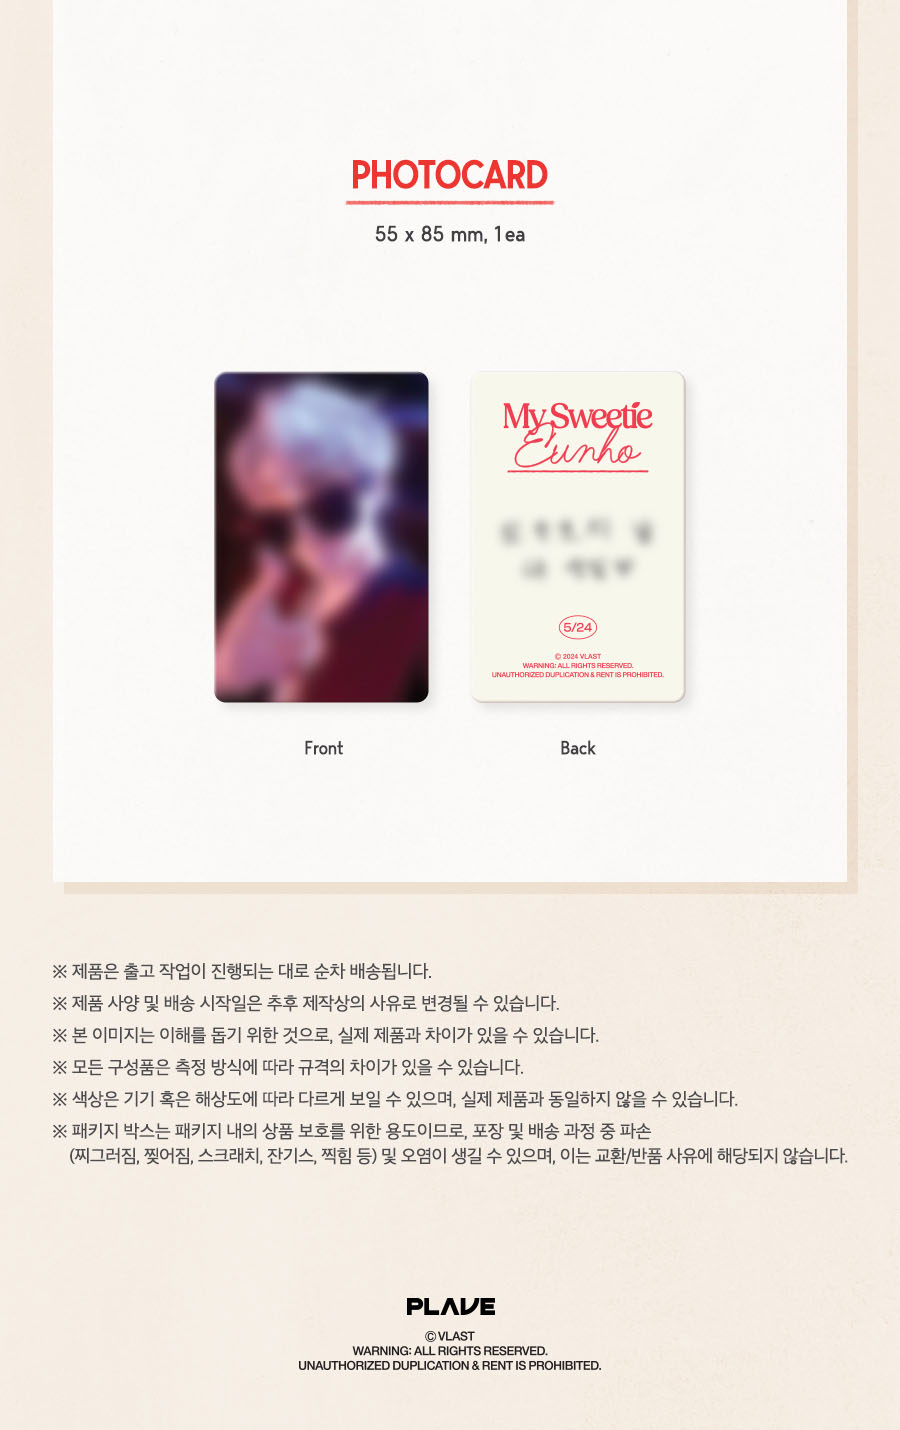 PHOTOCARD
55 x 85 mm, 1ea
My Sweetie
Eunho
5/24
© 2024 VLAST
WARNING: ALL RIGHTS RESERVED.
UNAUTHORIZED DUPLICATION & RENT IS PROHIBITED.
Front
Back
※ 제품은 출고 작업이 진행되는 대로 순차 배송됩니다.
※ 제품 사양 및 배송 시작일은 추후 제작상의 사유로 변경될 수 있습니다.
※ 본 이미지는 이해를 돕기 위한 것으로, 실제 제품과 차이가 있을 수 있습니다.
※ 모든 구성품은 측정 방식에 따라 규격의 차이가 있을 수 있습니다.
※ 색상은 기기 혹은 해상도에 따라 다르게 보일 수 있으며, 실제 제품과 동일하지 않을 수 있습니다.
※ 패키지 박스는 패키지 내의 상품 보호를 위한 용도이므로, 포장 및 배송 과정 중 파손
(찌그러짐, 찢어짐, 스크래치, 잔기스, 찍힘 등) 및 오염이 생길 수 있으며, 이는 교환/반품 사유에 해당되지 않습니다.
PLAVE
© VLAST
WARNING: ALL RIGHTS RESERVED.
UNAUTHORIZED DUPLICATION & RENT IS PROHIBITED.